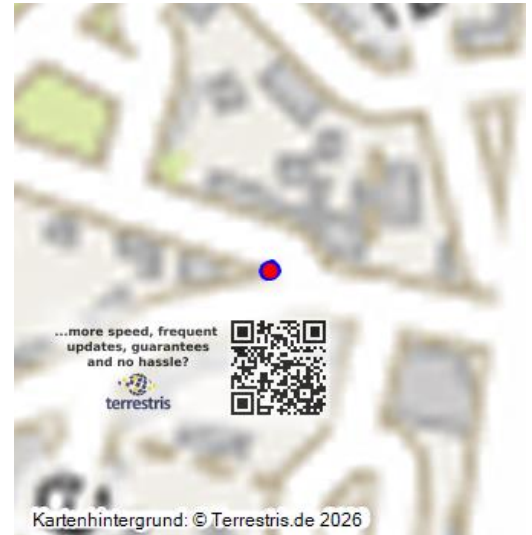 ...more speed, frequent
updates, guarantees
and no hassle?
terrestris
Kartenhintergrund: © Terrestris.de 2026